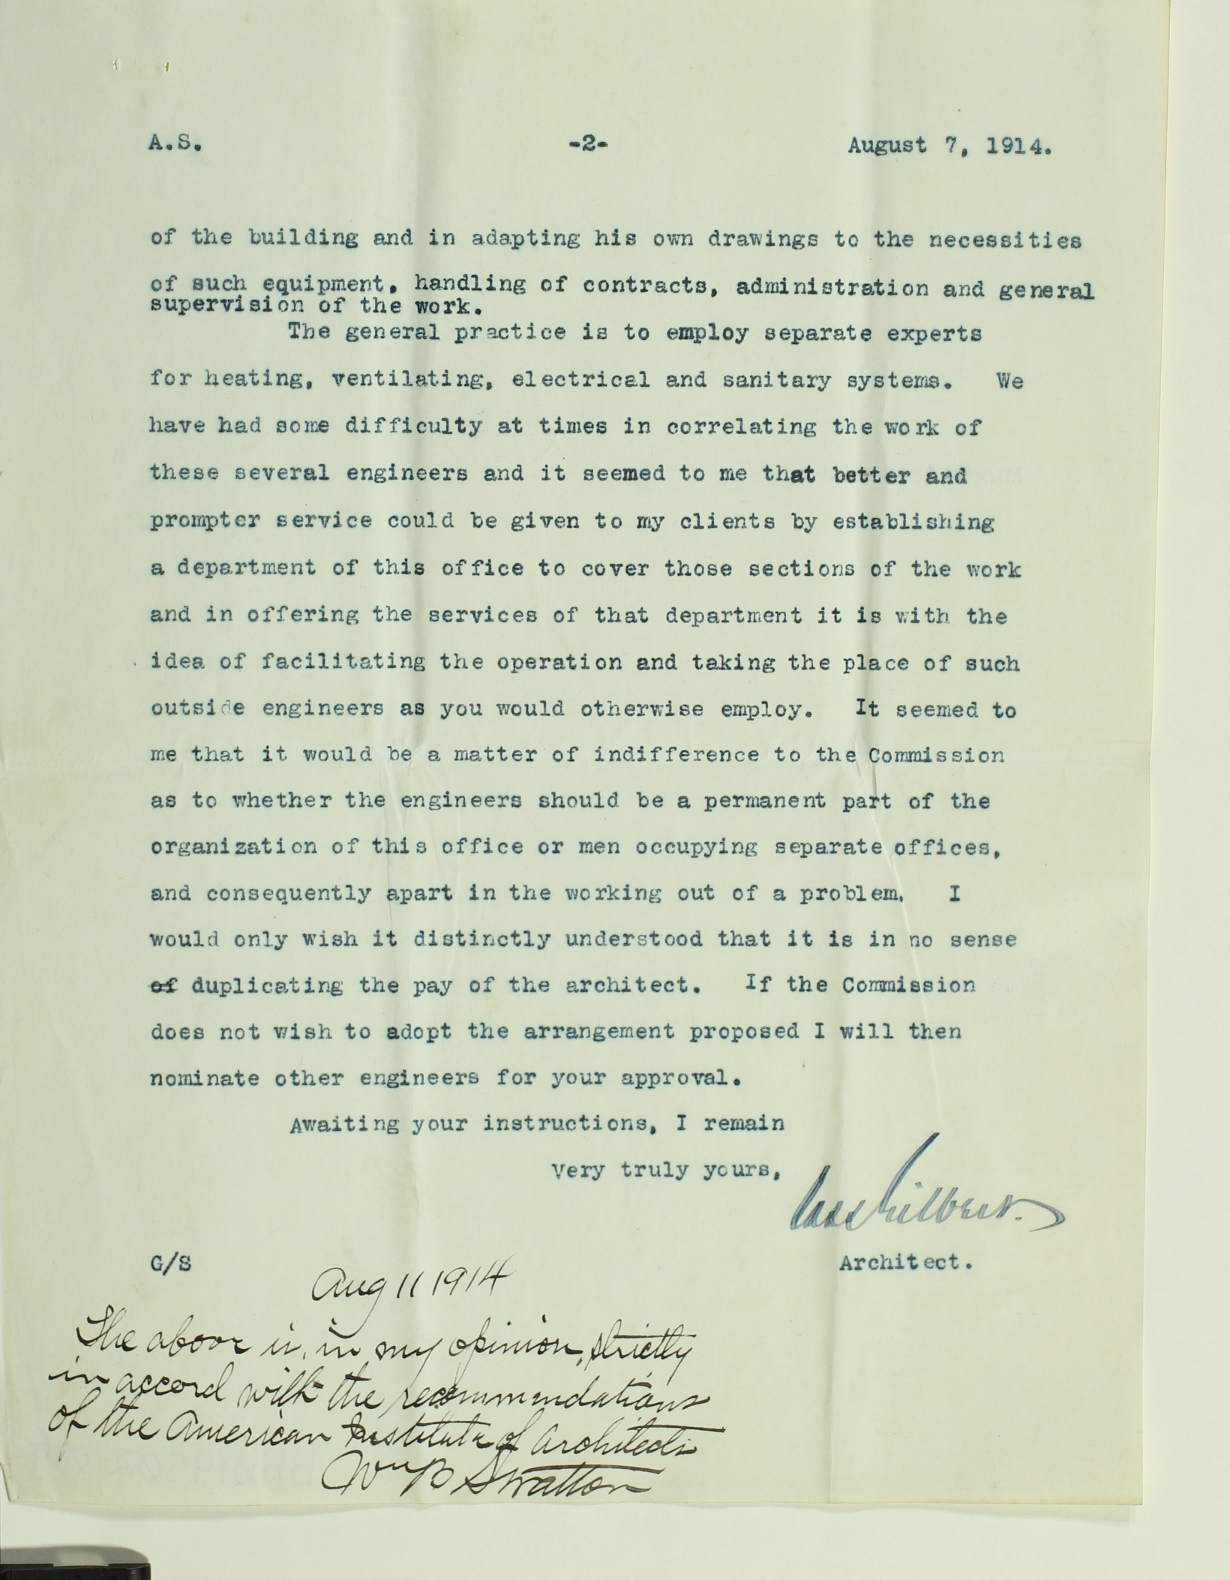 A.S. -2- August 7, 1914.
of the building and in adapting his own drawings to the necessities
of such equipment, handling of contracts, administration and general
supervision of the work.
The general practice is to employ separate experts
for heating, ventilating, electrical and sanitary systems. We
have had some difficulty at times in correlating the work of
these several engineers and it seemed to me that better and
prompter service could be given to my clients by establishing
a department of this office to cover those sections of the work
and in offering the services of that department it is with the
idea of facilitating the operation and taking the place of such
outside engineers as you would otherwise employ. It seemed to
me that it would be a matter of indifference to the Commission
as to whether the engineers should be a permanent part of the
organization of this office or men occupying separate offices,
and consequently apart in the working out of a problem. I
would only wish it distinctly understood that it is in no sense
of duplicating the pay of the architect. If the Commission
does not wish to adopt the arrangement proposed I will then
nominate other engineers for your approval.
Awaiting your instructions, I remain
Very truly yours,
Cass Gilbert.
G/S Architect.
Aug 11 1914
The above is, in my opinion, strictly
in accord with the recommendations
of the American Institute of Architects
Wm B Stratton